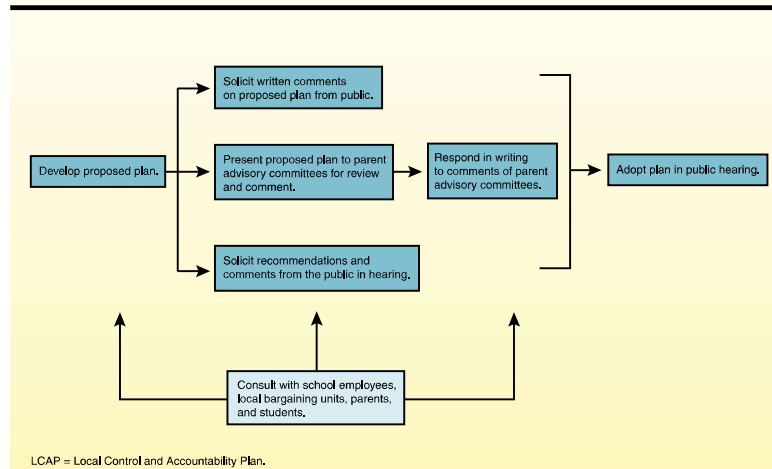 Solicit written comments
on proposed plan from public.
Develop proposed plan.
Present proposed plan to parent
advisory committees for review
and comment.
Respond in writing
to comments of parent
advisory committees.
Adopt plan in public hearing.
Solicit recommendations and
comments from the public in hearing.
Consult with school employees,
local bargaining units, parents,
and students.
LCAP = Local Control and Accountability Plan.